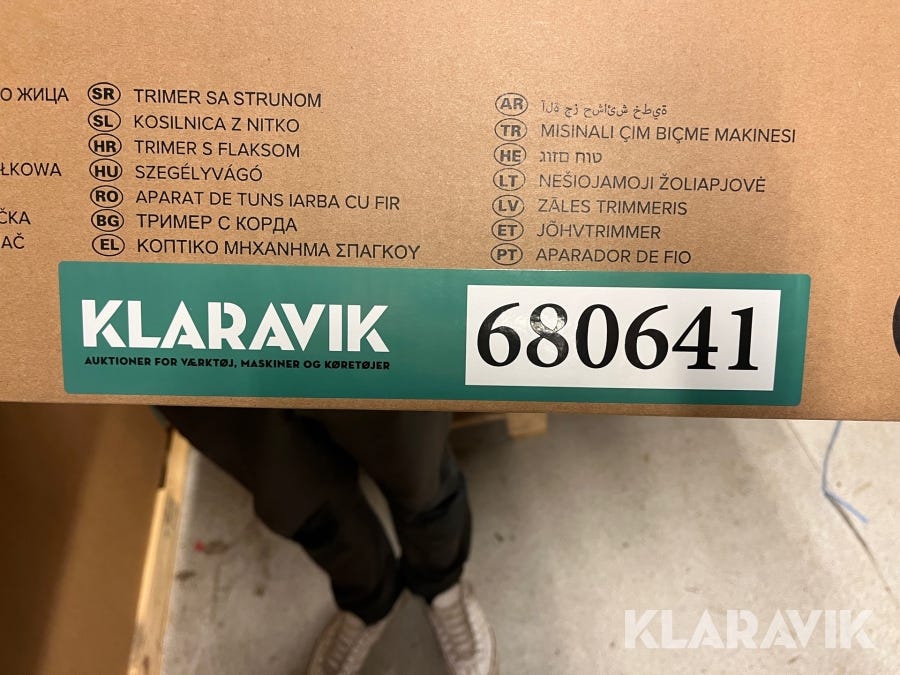 О ЖИЦА
ŁKOWA
ČKA
AČ
SR TRIMER SA STRUNOM
SL KOSILNICA Z NITKO
HR TRIMER S FLAKSOM
HU SZEGÉLYVÁGÓ
RO APARAT DE TUNS IARBA CU FIR
BG ТРИМЕР С КОРДА
EL ΚΟΠΤΙΚΟ ΜΗΧΑΝΗΜΑ ΣΠΑΓΚΟΥ
AR
TR MISINALI ÇIM BIÇME MAKINESI
HE גוזם חוט
LT NEŠIOJAMOJI ŽOLIAPJOVĖ
LV ZĀLES TRIMMERIS
ET JÕHVTRIMMER
PT APARADOR DE FIO
KLARAVIK
AUKTIONER FOR VÆRKTØJ, MASKINER OG KØRETØJER
680641
KLARAVIK